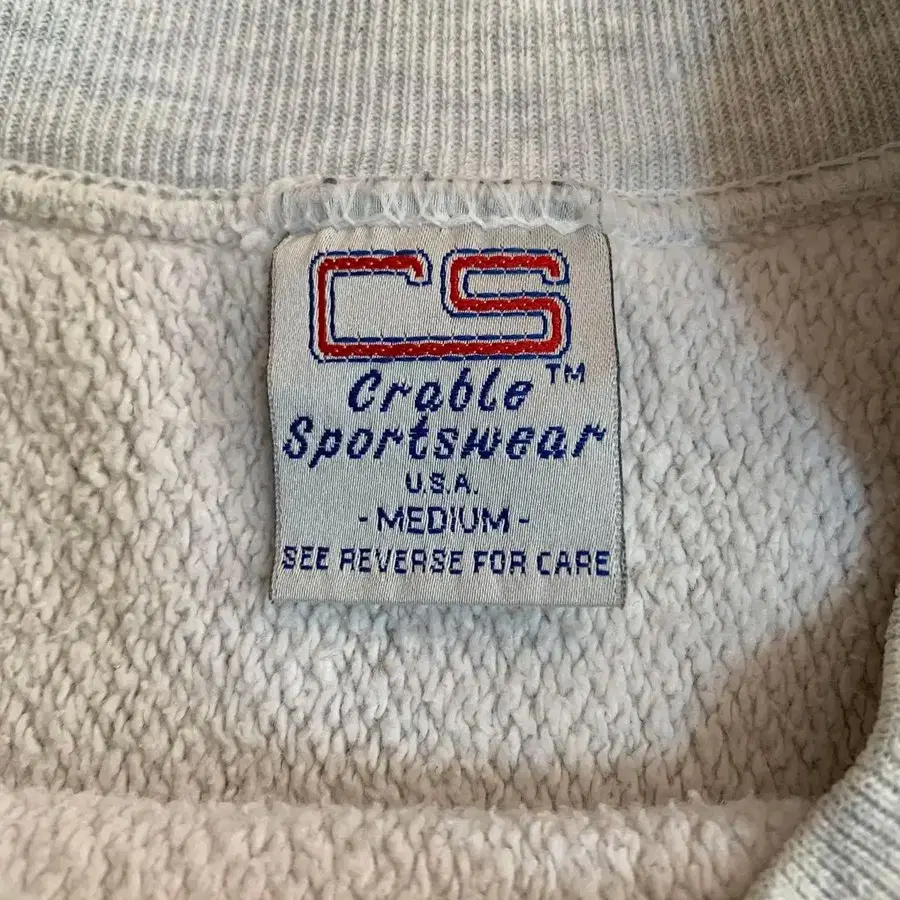 CS
Crable™
Sportswear
U.S.A.
-MEDIUM-
SEE REVERSE FOR CARE